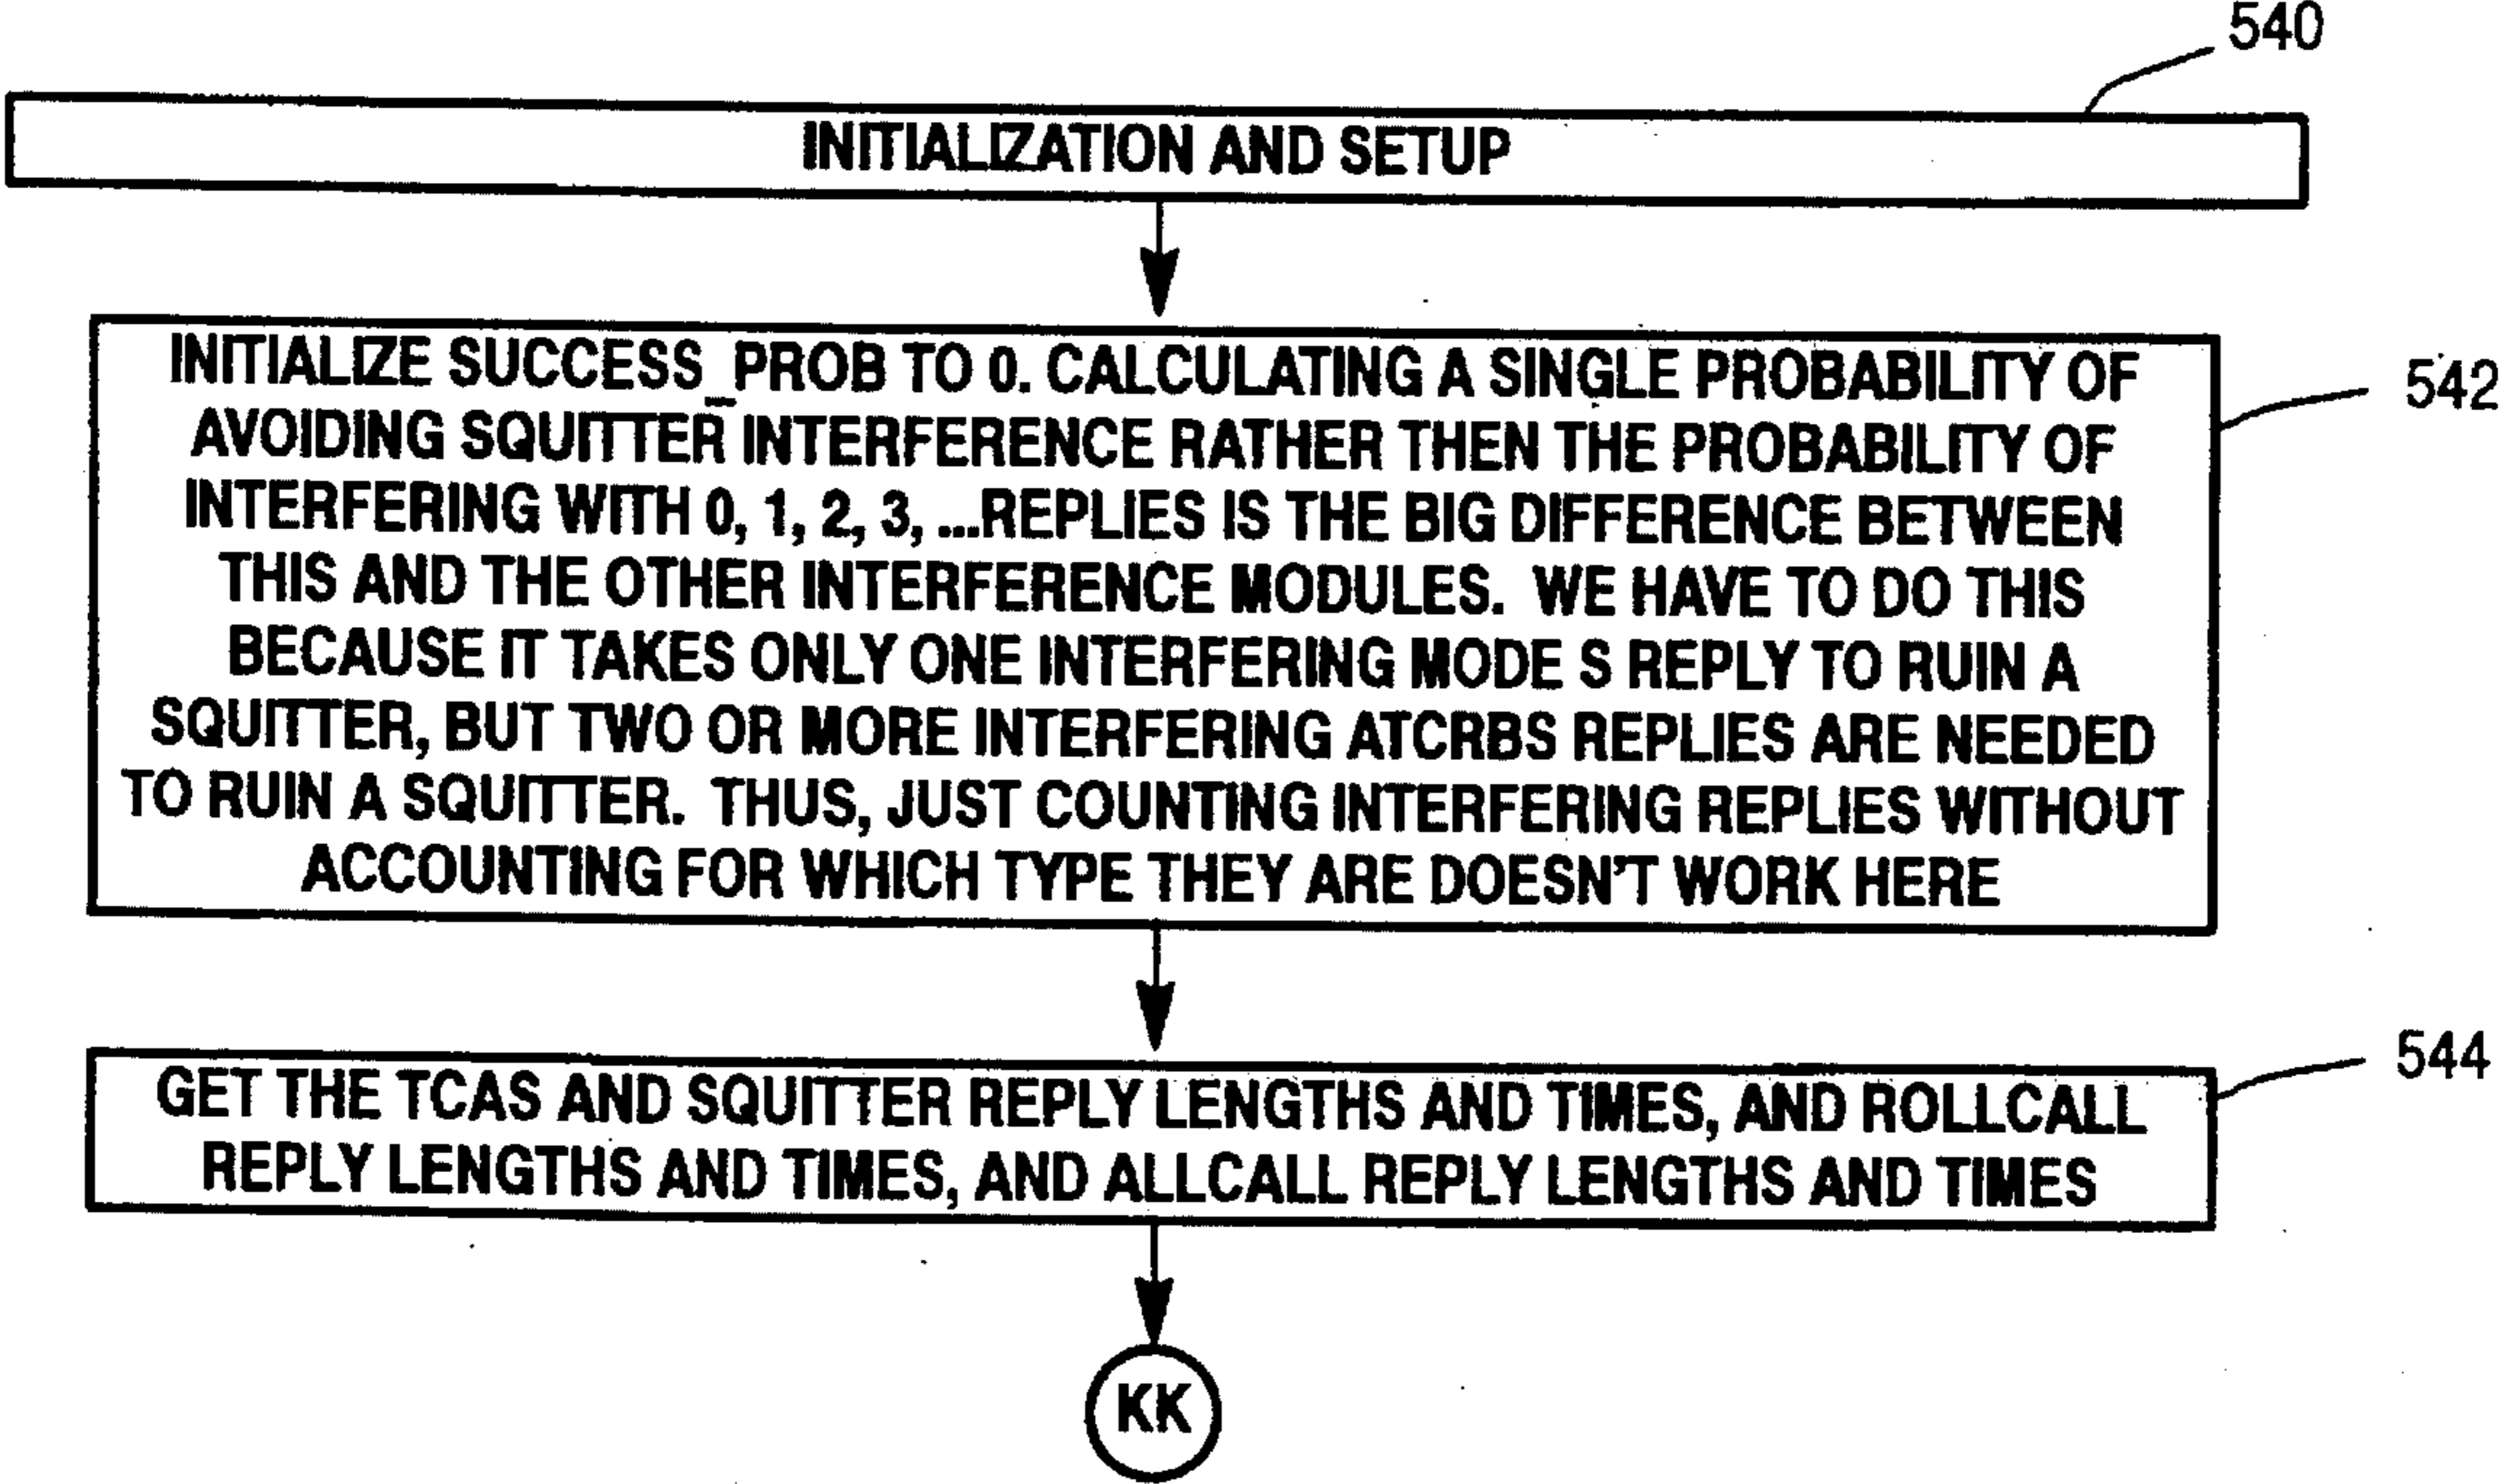 540
INITIALIZATION AND SETUP
INITIALIZE SUCCESS_PROB TO 0. CALCULATING A SINGLE PROBABILITY OF
542
AVOIDING SQUITTER INTERFERENCE RATHER THEN THE PROBABILITY OF
INTERFERING WITH 0, 1, 2, 3, ...REPLIES IS THE BIG DIFFERENCE BETWEEN
THIS AND THE OTHER INTERFERENCE MODULES. WE HAVE TO DO THIS
BECAUSE IT TAKES ONLY ONE INTERFERING MODE S REPLY TO RUIN A
SQUITTER, BUT TWO OR MORE INTERFERING ATCRBS REPLIES ARE NEEDED
TO RUIN A SQUITTER. THUS, JUST COUNTING INTERFERING REPLIES WITHOUT
ACCOUNTING FOR WHICH TYPE THEY ARE DOESN'T WORK HERE
544
GET THE TCAS AND SQUITTER REPLY LENGTHS AND TIMES, AND ROLLCALL
REPLY LENGTHS AND TIMES, AND ALLCALL REPLY LENGTHS AND TIMES
KK